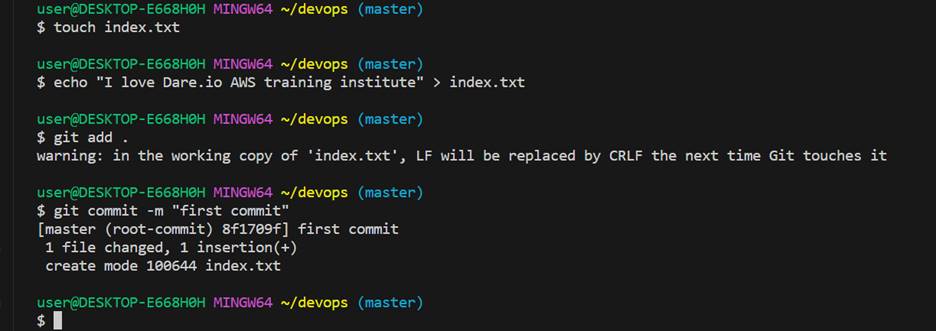 user@DESKTOP-E668H0H MINGW64 ~/devops (master)
$ touch index.txt
user@DESKTOP-E668H0H MINGW64 ~/devops (master)
$ echo "I love Dare.io AWS training institute" > index.txt
user@DESKTOP-E668H0H MINGW64 ~/devops (master)
$ git add .
warning: in the working copy of 'index.txt', LF will be replaced by CRLF the next time Git touches it
user@DESKTOP-E668H0H MINGW64 ~/devops (master)
$ git commit -m "first commit"
[master (root-commit) 8f1709f] first commit
 1 file changed, 1 insertion(+)
 create mode 100644 index.txt
user@DESKTOP-E668H0H MINGW64 ~/devops (master)
$